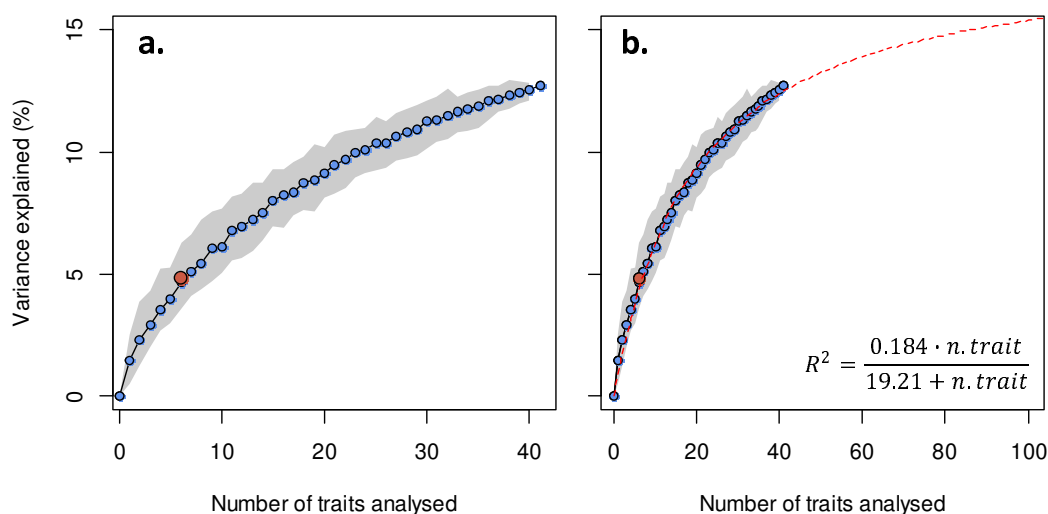 a.
b.
Variance explained (%)
15
10
5
0
0 10 20 30 40
0 20 40 60 80 100
R² = 0.184 · n.trait / 19.21 + n.trait
Number of traits analysed
Number of traits analysed